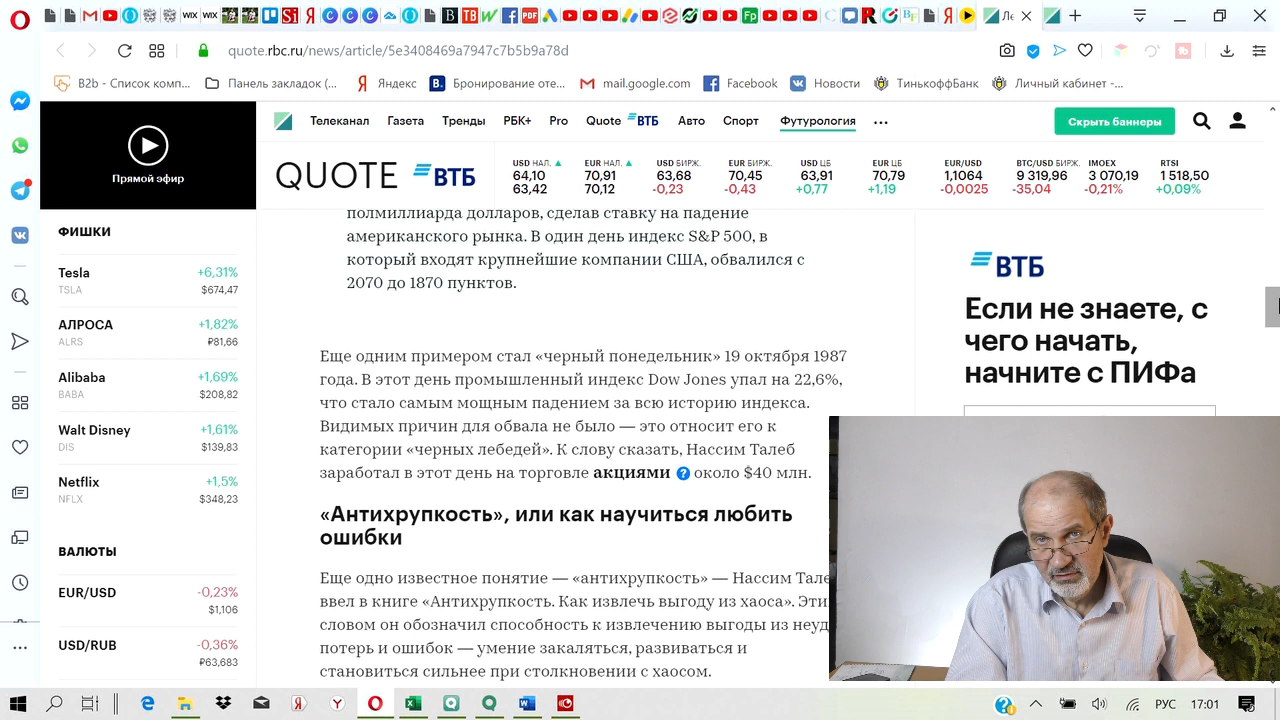 quote.rbc.ru/news/article/5e3408469a7947c7b5b9a78d
B2b - Список комп...
Панель закладок (...
Яндекс
Бронирование оте...
mail.google.com
Facebook
Новости
ТинькоффБанк
Личный кабинет -...
Прямой эфир
Телеканал Газета Тренды РБК+ Pro Quote ВТБ Авто Спорт Футурология
Скрыть баннеры
QUOTE ВТБ
USD НАЛ. EUR НАЛ. USD БИРЖ. EUR БИРЖ. USD ЦБ EUR ЦБ EUR/USD BTC/USD БИРЖ. IMOEX RTSI
64,10 70,91 63,68 70,45 63,91 70,79 1,1064 9 319,96 3 070,19 1 518,50
63,42 70,12 -0,23 -0,43 +0,77 +1,19 -0,0025 -35,04 -0,21% +0,09%
ФИШКИ
Tesla +6,31%
TSLA $674,47
АЛРОСА +1,82%
ALRS ₽81,66
Alibaba +1,69%
BABA $208,82
Walt Disney +1,61%
DIS $139,83
Netflix +1,5%
NFLX $348,23
ВАЛЮТЫ
EUR/USD -0,23%
$1,106
USD/RUB -0,36%
₽63,683
полмиллиарда долларов, сделав ставку на падение
американского рынка. В один день индекс S&P 500, в
который входят крупнейшие компании США, обвалился с
2070 до 1870 пунктов.
Еще одним примером стал «черный понедельник» 19 октября 1987
года. В этот день промышленный индекс Dow Jones упал на 22,6%,
что стало самым мощным падением за всю историю индекса.
Видимых причин для обвала не было — это относит его к
категории «черных лебедей». К слову сказать, Нассим Талеб
заработал в этот день на торговле акциями ? около $40 млн.
«Антихрупкость», или как научиться любить
ошибки
Еще одно известное понятие — «антихрупкость» — Нассим Тале
ввел в книге «Антихрупкость. Как извлечь выгоду из хаоса». Эти
словом он обозначил способность к извлечению выгоды из неуд
потерь и ошибок — умение закаляться, развиваться и
становиться сильнее при столкновении с хаосом.
ВТБ
Если не знаете, с
чего начать,
начните с ПИФа
РУС 17:01